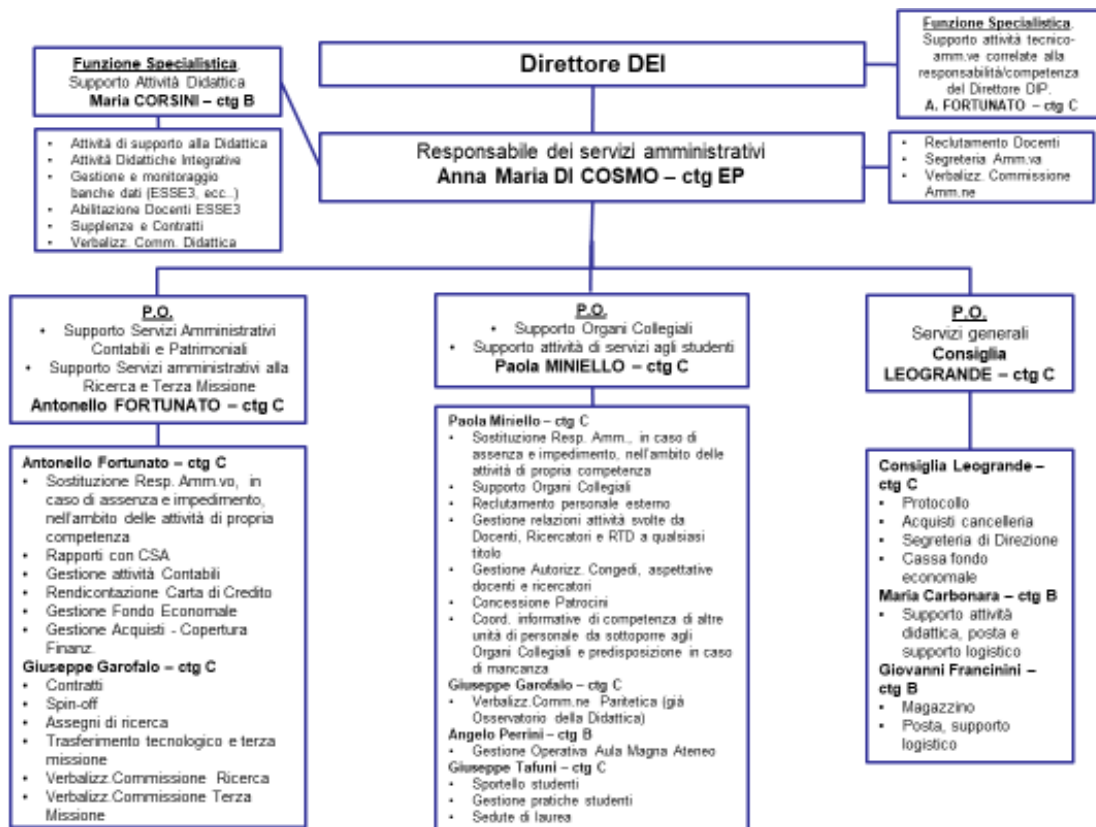 Funzione Specialistica.
Supporto Attività Didattica
Maria CORSINI – ctg B
• Attività di supporto alla Didattica
• Attività Didattiche Integrative
• Gestione e monitoraggio
banche dati (ESSE3, ecc..)
• Abilitazione Docenti ESSE3
• Supplenze e Contratti
• Verbalizz. Comm. Didattica
Direttore DEI
Funzione Specialistica.
Supporto attività tecnico-
amm.ve correlate alla
responsabilità/competenza
del Direttore DIP.
A. FORTUNATO – ctg C
Responsabile dei servizi amministrativi
Anna Maria DI COSMO – ctg EP
• Reclutamento Docenti
• Segreteria Amm.va
• Verbalizz. Commissione
Amm.ne
P.O.
• Supporto Servizi Amministrativi
Contabili e Patrimoniali
• Supporto Servizi amministrativi alla
Ricerca e Terza Missione
Antonello FORTUNATO – ctg C
Antonello Fortunato – ctg C
• Sostituzione Resp. Amm.vo, in
caso di assenza e impedimento,
nell'ambito delle attività di propria
competenza
• Rapporti con CSA
• Gestione attività Contabili
• Rendicontazione Carta di Credito
• Gestione Fondo Economale
• Gestione Acquisti - Copertura
Finanz.
Giuseppe Garofalo – ctg C
• Contratti
• Spin-off
• Assegni di ricerca
• Trasferimento tecnologico e terza
missione
• Verbalizz.Commissione Ricerca
• Verbalizz.Commissione Terza
Missione
P.O.
• Supporto Organi Collegiali
• Supporto attività di servizi agli studenti
Paola MINIELLO – ctg C
Paola Miniello – ctg C
• Sostituzione Resp. Amm., in caso di
assenza e impedimento, nell'ambito delle
attività di propria competenza
• Supporto Organi Collegiali
• Reclutamento personale esterno
• Gestione relazioni attività svolte da
Docenti, Ricercatori e RTD a qualsiasi
titolo
• Gestione Autorizz. Congedi, aspettative
docenti e ricercatori
• Concessione Patrocini
• Coord. informative di competenza di altre
unità di personale da sottoporre agli
Organi Collegiali e predisposizione in caso
di mancanza
Giuseppe Garofalo – ctg C
• Verbalizz.Comm.ne Paritetica (già
Osservatorio della Didattica)
Angelo Perrini – ctg B
• Gestione Operativa Aula Magna Ateneo
Giuseppe Tafuni – ctg C
• Sportello studenti
• Gestione pratiche studenti
• Sedute di laurea
P.O.
Servizi generali
Consiglia
LEOGRANDE – ctg C
Consiglia Leogrande –
ctg C
• Protocollo
• Acquisti cancelleria
• Segreteria di Direzione
• Cassa fondo
economale
Maria Carbonara – ctg B
• Supporto attività
didattica, posta e
supporto logistico
Giovanni Francinini –
ctg B
• Magazzino
• Posta, supporto
logistico